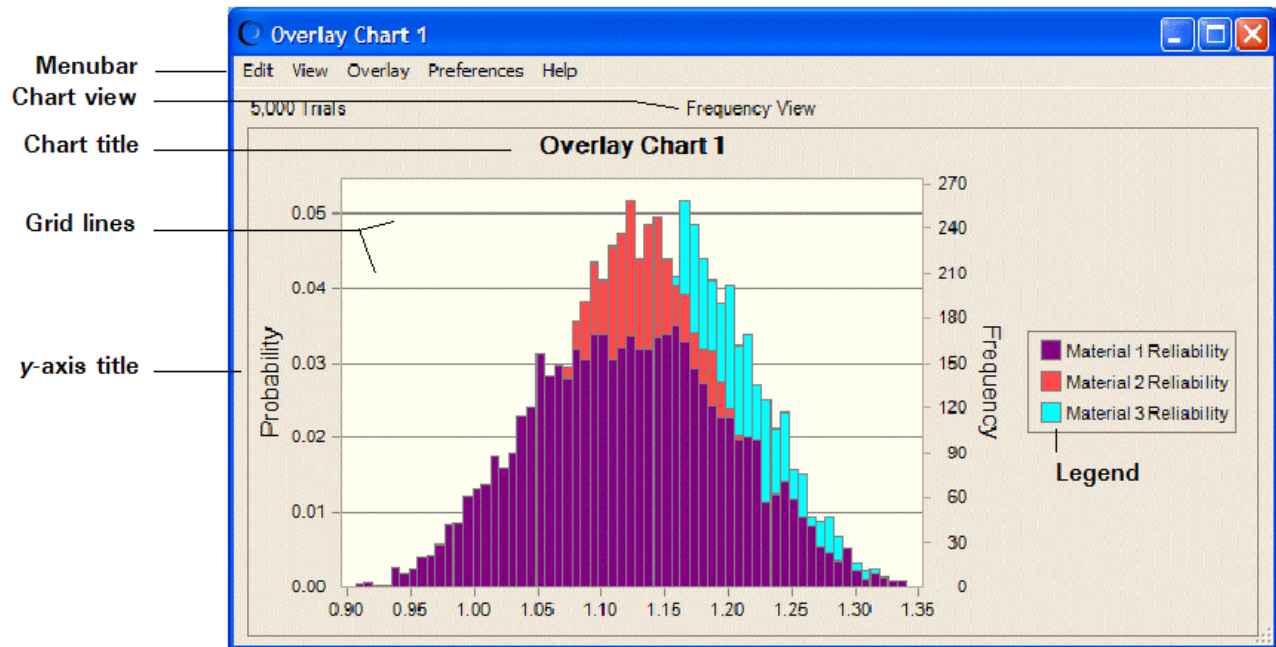 Overlay Chart 1
Menubar
Edit View Overlay Preferences Help
Chart view
5,000 Trials
Frequency View
Chart title
Overlay Chart 1
Grid lines
y-axis title
Probability
0.05
0.04
0.03
0.02
0.01
0.00
270
240
210
180
150
120
90
60
30
0
Frequency
0.90 0.95 1.00 1.05 1.10 1.15 1.20 1.25 1.30 1.35
Material 1 Reliability
Material 2 Reliability
Material 3 Reliability
Legend